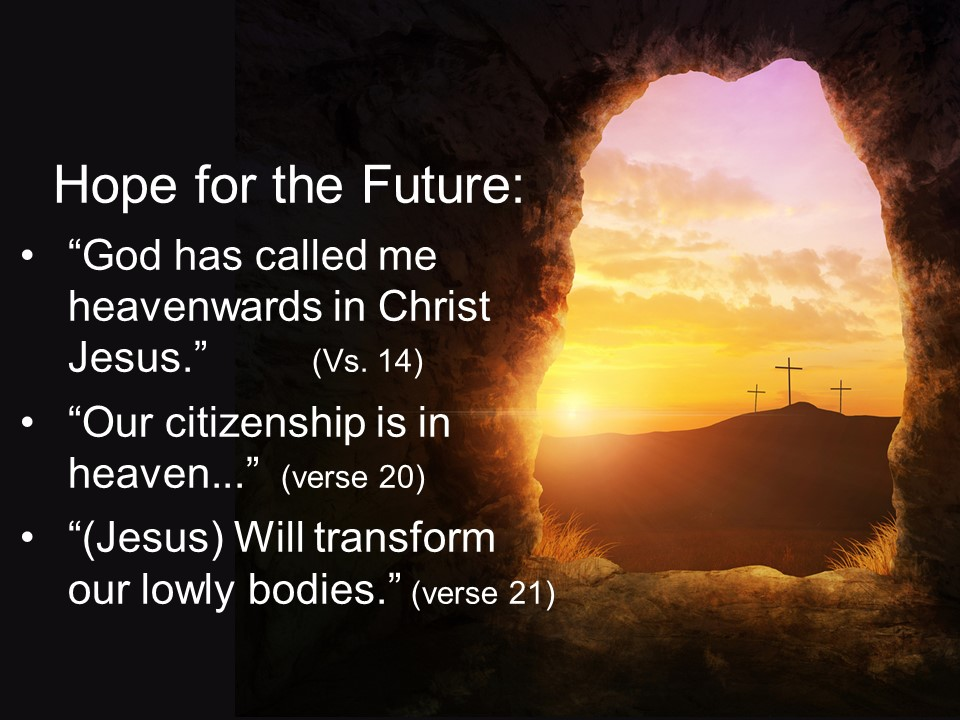 Hope for the Future:
• “God has called me
heavenwards in Christ
Jesus.” (Vs. 14)
• “Our citizenship is in
heaven...” (verse 20)
• “(Jesus) Will transform
our lowly bodies.” (verse 21)